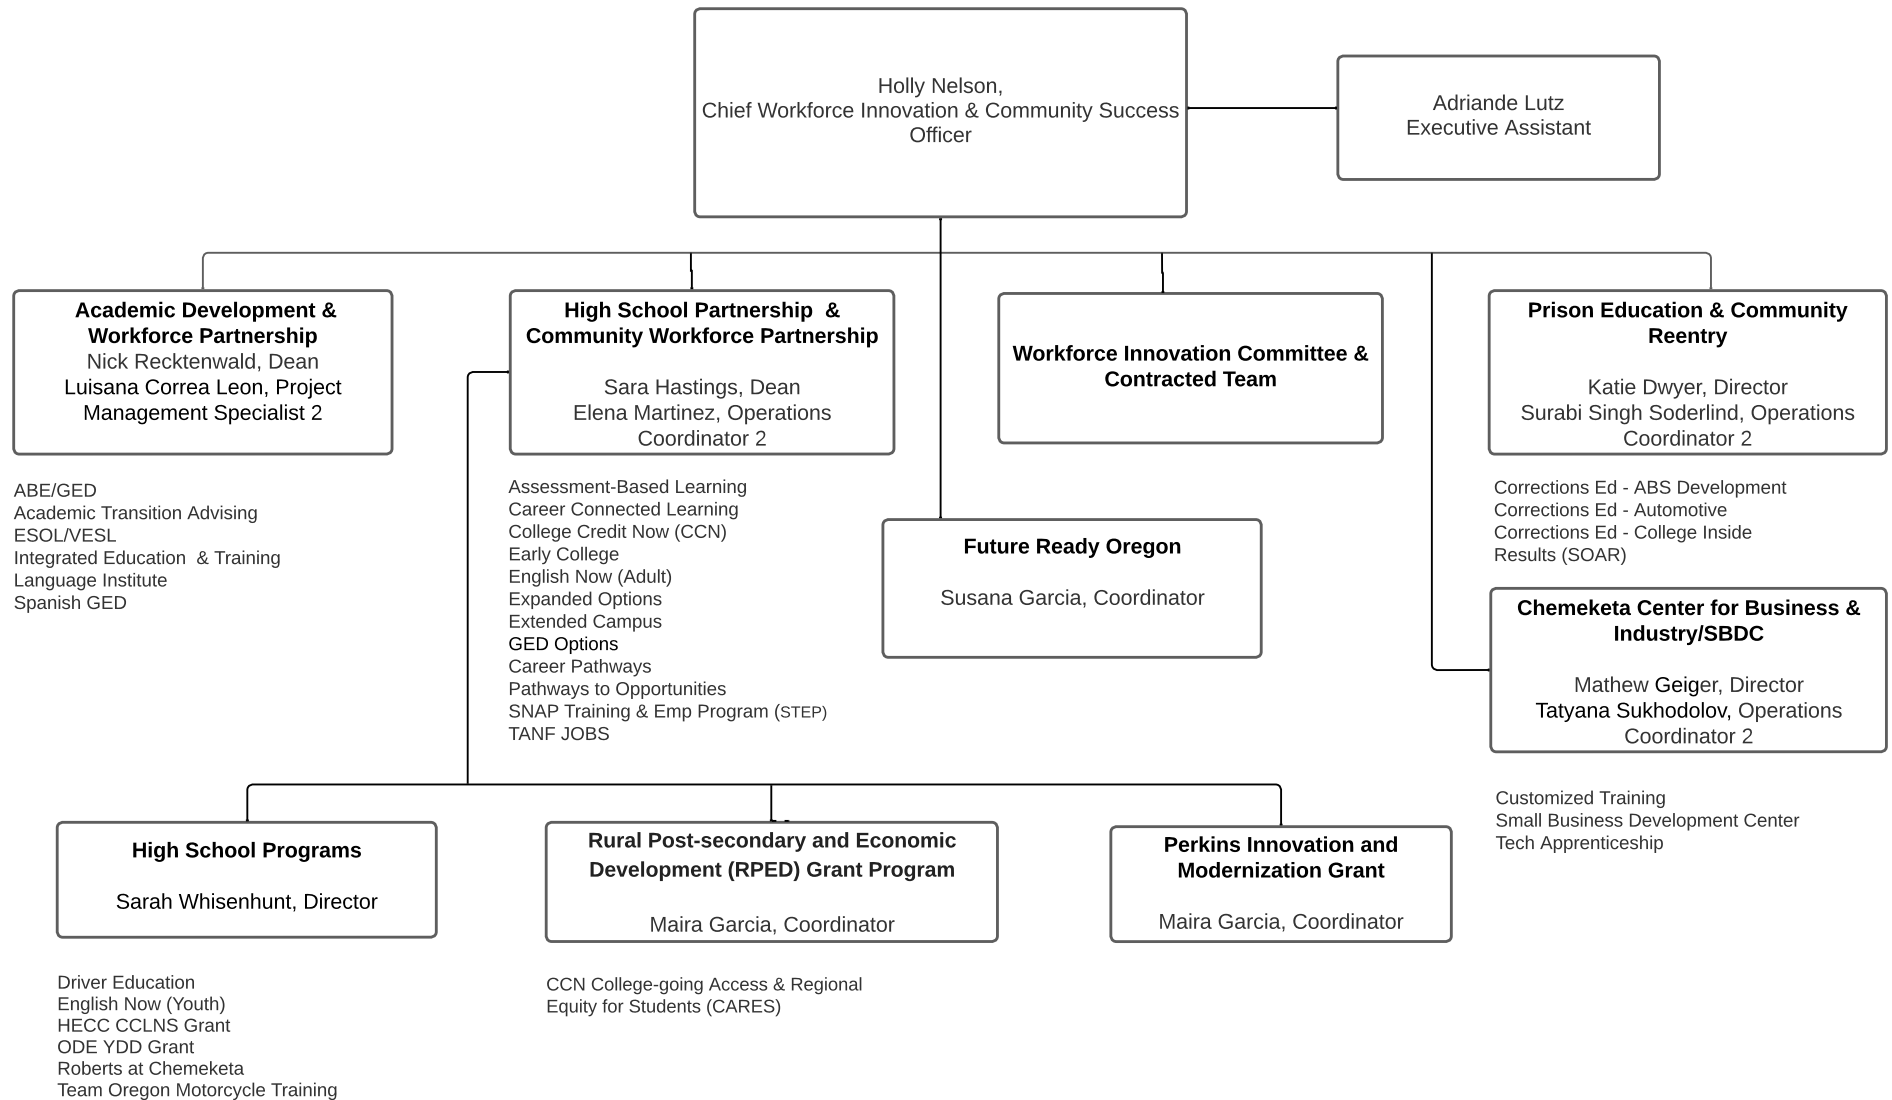 Holly Nelson,
Chief Workforce Innovation & Community Success
Officer
Adriande Lutz
Executive Assistant
Academic Development &
Workforce Partnership
Nick Recktenwald, Dean
Luisana Correa Leon, Project
Management Specialist 2
ABE/GED
Academic Transition Advising
ESOL/VESL
Integrated Education  & Training
Language Institute
Spanish GED
High School Partnership  &
Community Workforce Partnership
Sara Hastings, Dean
Elena Martinez, Operations
Coordinator 2
Assessment-Based Learning
Career Connected Learning
College Credit Now (CCN)
Early College
English Now (Adult)
Expanded Options
Extended Campus
GED Options
Career Pathways
Pathways to Opportunities
SNAP Training & Emp Program (STEP)
TANF JOBS
Workforce Innovation Committee &
Contracted Team
Future Ready Oregon
Susana Garcia, Coordinator
Prison Education & Community
Reentry
Katie Dwyer, Director
Surabi Singh Soderlind, Operations
Coordinator 2
Corrections Ed - ABS Development
Corrections Ed - Automotive
Corrections Ed - College Inside
Results (SOAR)
Chemeketa Center for Business &
Industry/SBDC
Mathew Geiger, Director
Tatyana Sukhodolov, Operations
Coordinator 2
Customized Training
Small Business Development Center
Tech Apprenticeship
High School Programs
Sarah Whisenhunt, Director
Driver Education
English Now (Youth)
HECC CCLNS Grant
ODE YDD Grant
Roberts at Chemeketa
Team Oregon Motorcycle Training
Rural Post-secondary and Economic
Development (RPED) Grant Program
Maira Garcia, Coordinator
CCN College-going Access & Regional
Equity for Students (CARES)
Perkins Innovation and
Modernization Grant
Maira Garcia, Coordinator